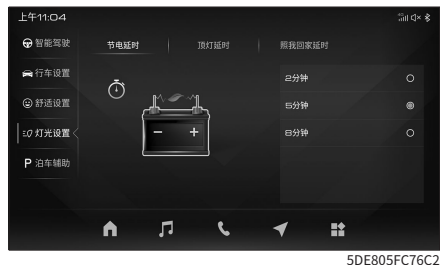 上午11:04
智能驾驶
节电延时
顶灯延时
照我回家延时
行车设置
2分钟
舒适设置
5分钟
灯光设置
8分钟
P 泊车辅助
5DE805FC76C2